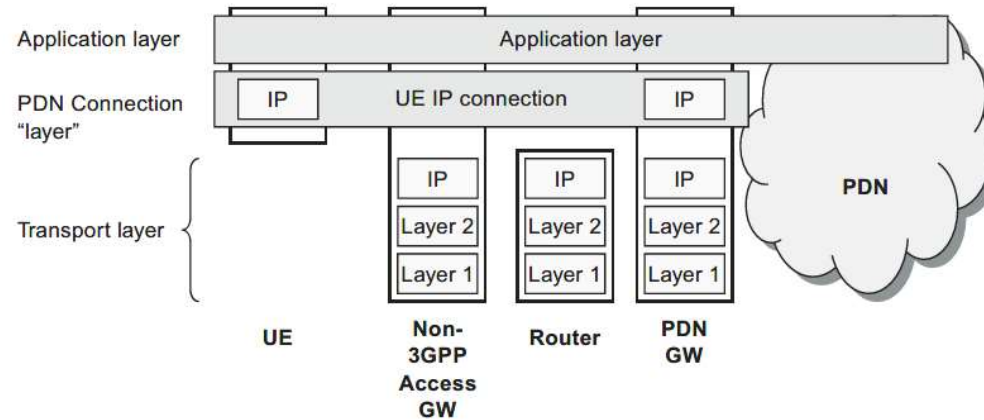 Application layer
Application layer
PDN Connection
"layer"
IP
UE IP connection
IP
IP
IP
IP
PDN
Transport layer
Layer 2
Layer 2
Layer 2
Layer 1
Layer 1
Layer 1
UE
Non-
3GPP
Access
GW
Router
PDN
GW